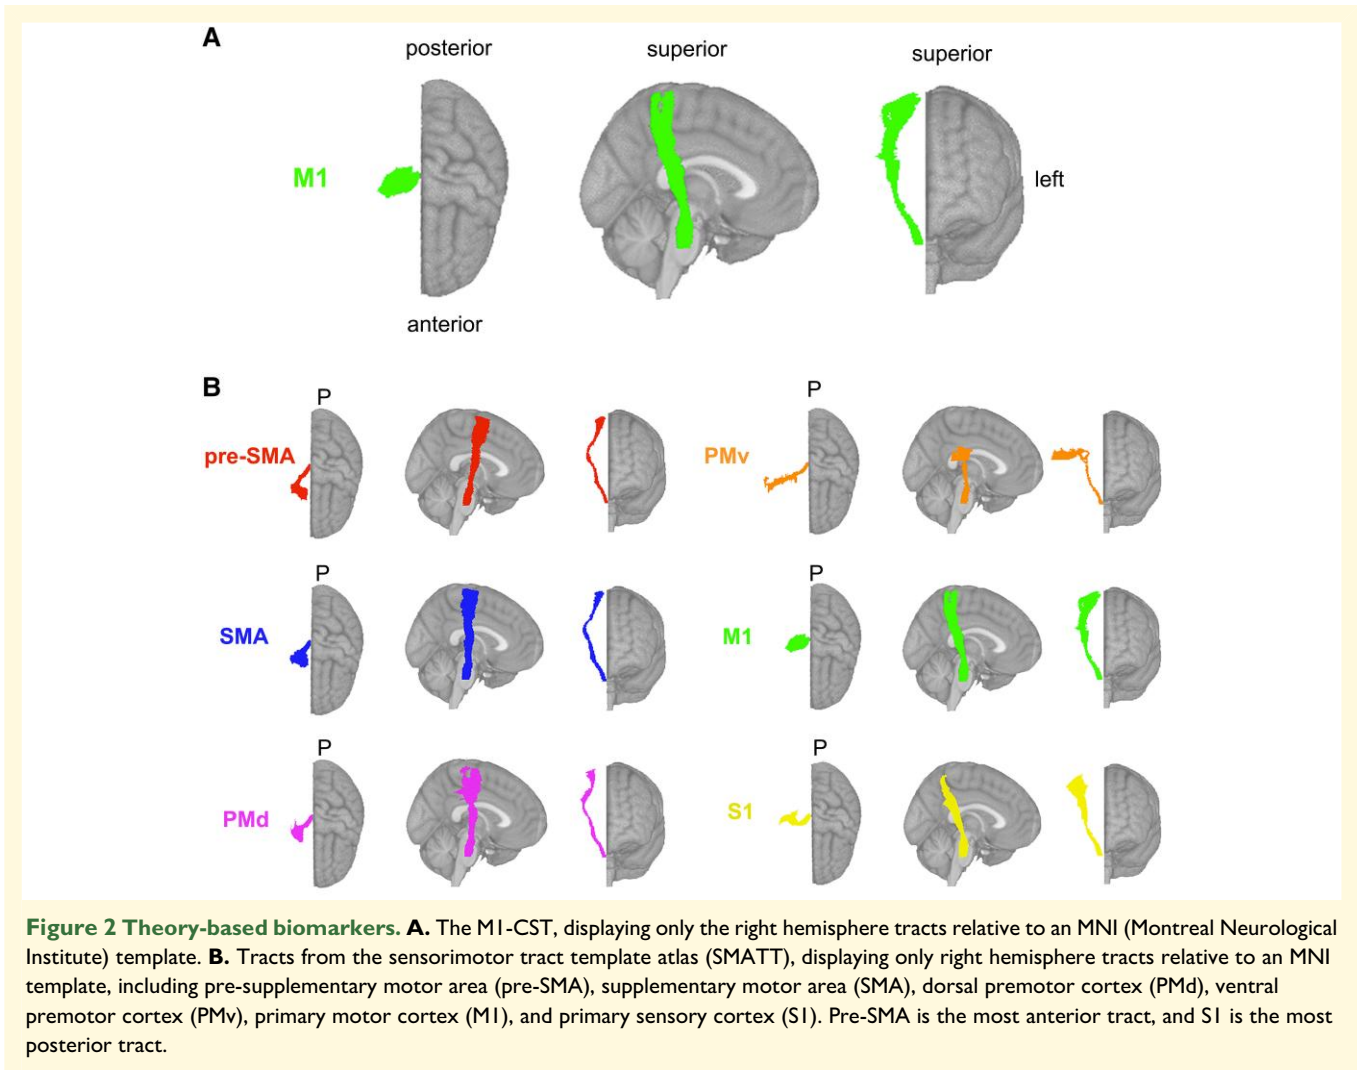 A
posterior
superior
superior
M1
left
anterior
B
P
P
pre-SMA
PMv
P
P
SMA
M1
P
P
PMd
S1
Figure 2 Theory-based biomarkers. A. The M1-CST, displaying only the right hemisphere tracts relative to an MNI (Montreal Neurological
Institute) template. B. Tracts from the sensorimotor tract template atlas (SMATT), displaying only right hemisphere tracts relative to an MNI
template, including pre-supplementary motor area (pre-SMA), supplementary motor area (SMA), dorsal premotor cortex (PMd), ventral
premotor cortex (PMv), primary motor cortex (M1), and primary sensory cortex (S1). Pre-SMA is the most anterior tract, and S1 is the most
posterior tract.